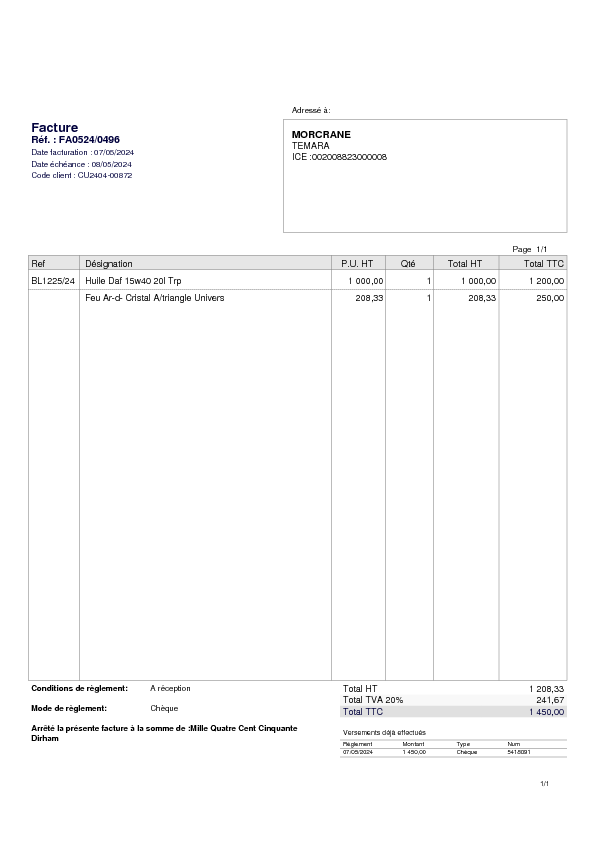 Adressé à:
Facture
Réf. : FA0524/0496
Date facturation : 07/05/2024
Date échéance : 08/05/2024
Code client : CU2404-00872
MORCRANE
TEMARA
ICE :002008823000008
Page 1/1
Ref Désignation P.U. HT Qté Total HT Total TTC
BL1225/24 Huile Daf 15w40 20l Trp 1 000,00 1 1 000,00 1 200,00
Feu Ar-d- Cristal A/triangle Univers 208,33 1 208,33 250,00
Conditions de règlement: A réception
Mode de règlement: Chèque
Arrêté la présente facture à la somme de :Mille Quatre Cent Cinquante
Dirham
Total HT 1 208,33
Total TVA 20% 241,67
Total TTC 1 450,00
Versements déjà effectués
Règlement Montant Type Num
07/05/2024 1 450,00 Chèque 5418091
1/1